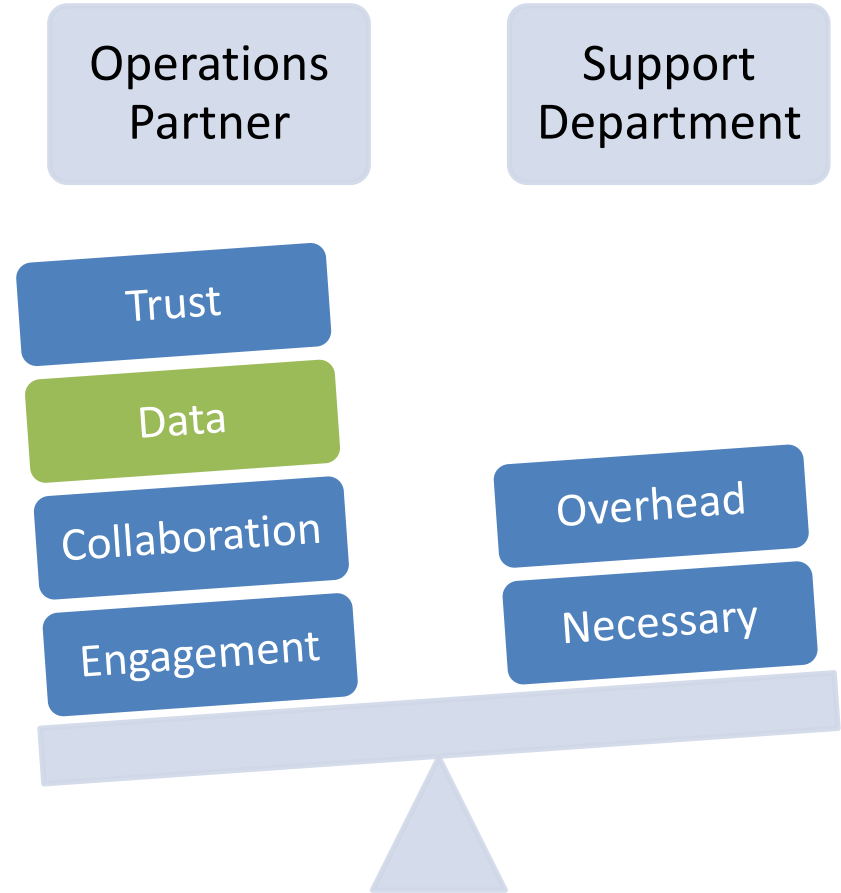 Operations
Partner
Support
Department
Trust
Data
Collaboration
Engagement
Overhead
Necessary